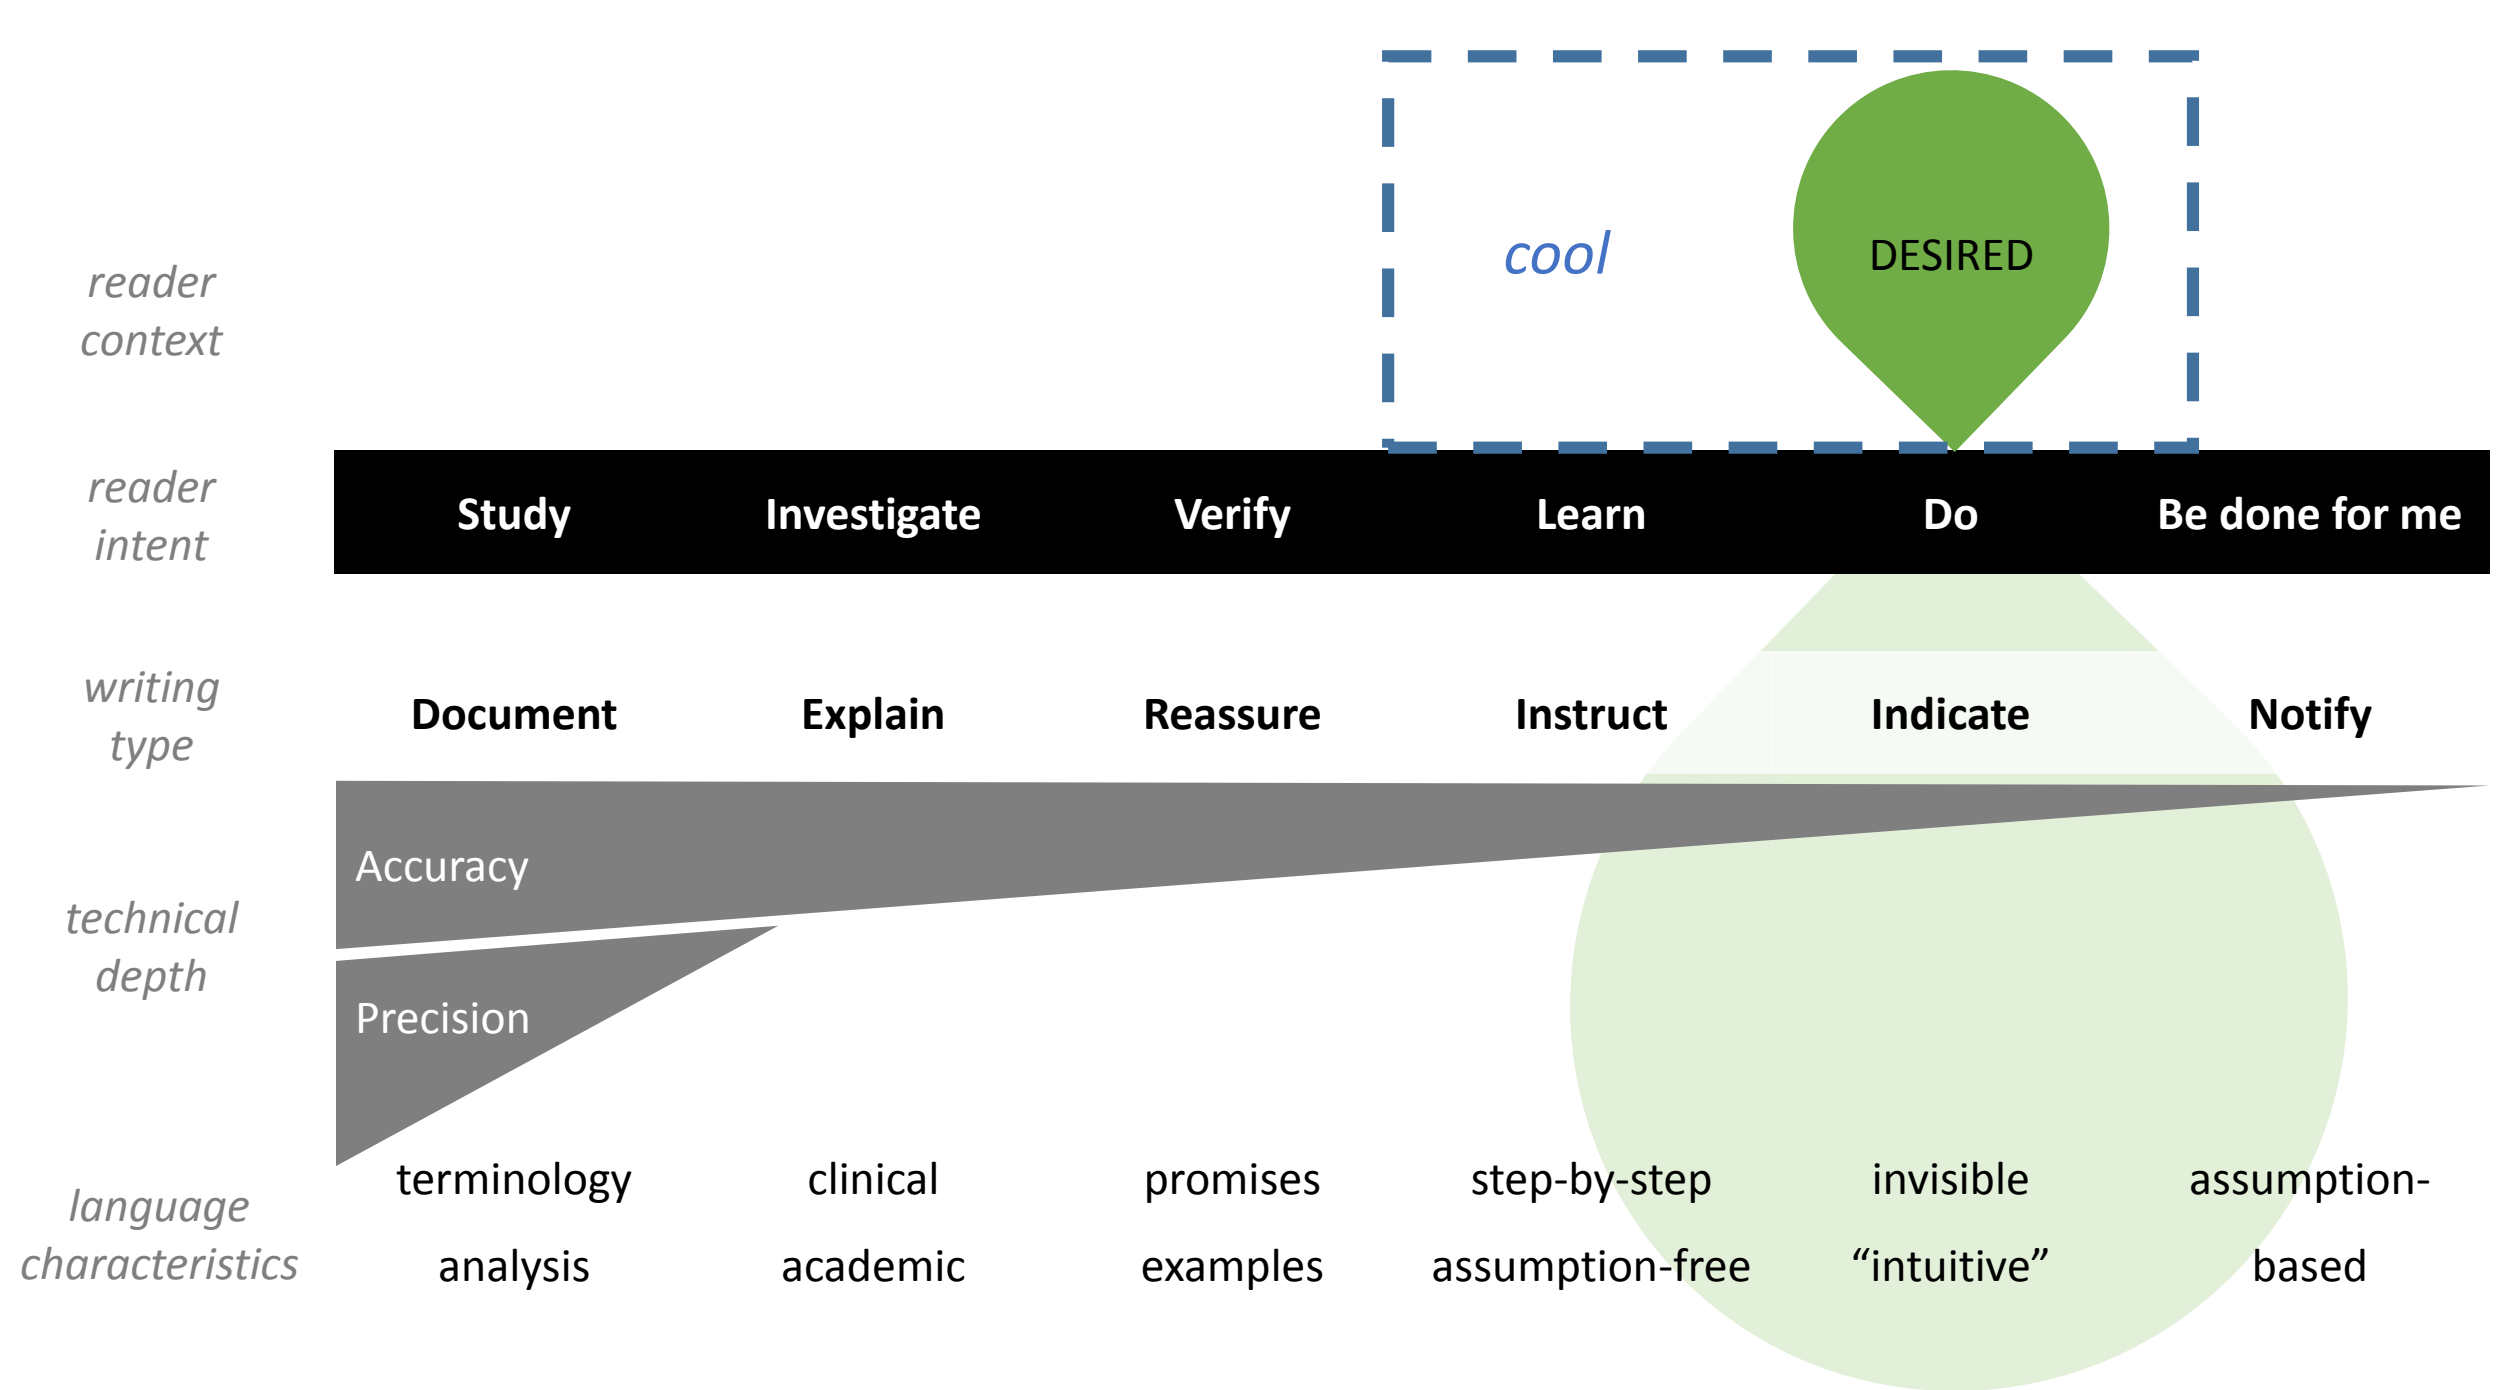 cool
DESIRED
reader
context
reader
intent
Study Investigate Verify Learn Do Be done for me
writing
type
Document Explain Reassure Instruct Indicate Notify
Accuracy
technical
depth
Precision
language
characteristics
terminology clinical promises step-by-step invisible assumption-
analysis academic examples assumption-free “intuitive” based